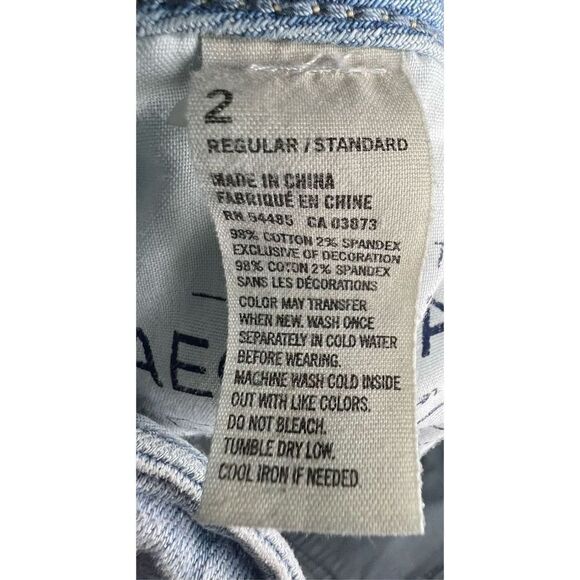 2
REGULAR / STANDARD
MADE IN CHINA
FABRIQUÉ EN CHINE
RN 54485 CA 03873
98% COTTON 2% SPANDEX
EXCLUSIVE OF DECORATION
98% COTON 2% SPANDEX
SANS LES DÉCORATIONS
COLOR MAY TRANSFER
WHEN NEW. WASH ONCE
SEPARATELY IN COLD WATER
BEFORE WEARING.
MACHINE WASH COLD INSIDE
OUT WITH LIKE COLORS.
DO NOT BLEACH.
TUMBLE DRY LOW.
COOL IRON IF NEEDED